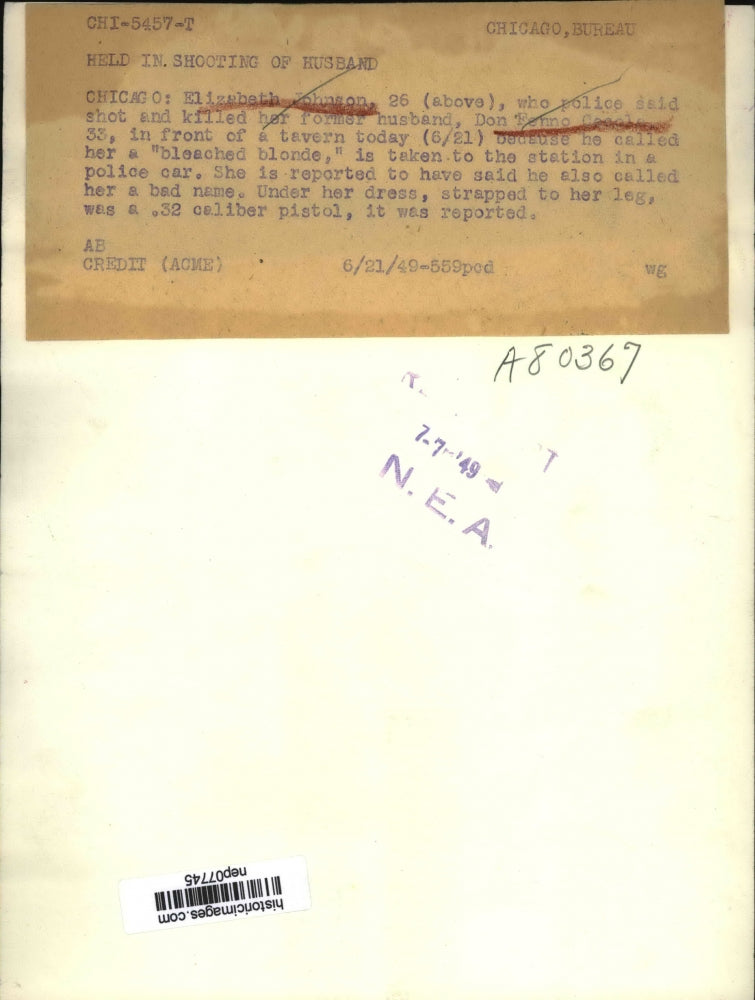 CHI-5457-T
CHICAGO, BUREAU
HELD IN. SHOOTING OF HUSBAND
CHICAGO: Elizabeth Johnson, 26 (above), who police said
shot and killed her former husband, Don
33, in front of a tavern today (6/21) because he called
her a "bleached blonde," is taken to the station in a
police car. She is reported to have said he also called
her a bad name. Under her dress, strapped to her leg,
was a .32 caliber pistol, it was reported.
AB
CREDIT (ACME) 6/21/49-559pcd wg
A80367
7-7-'49
N.E.A.
historicimages.com
nep07745